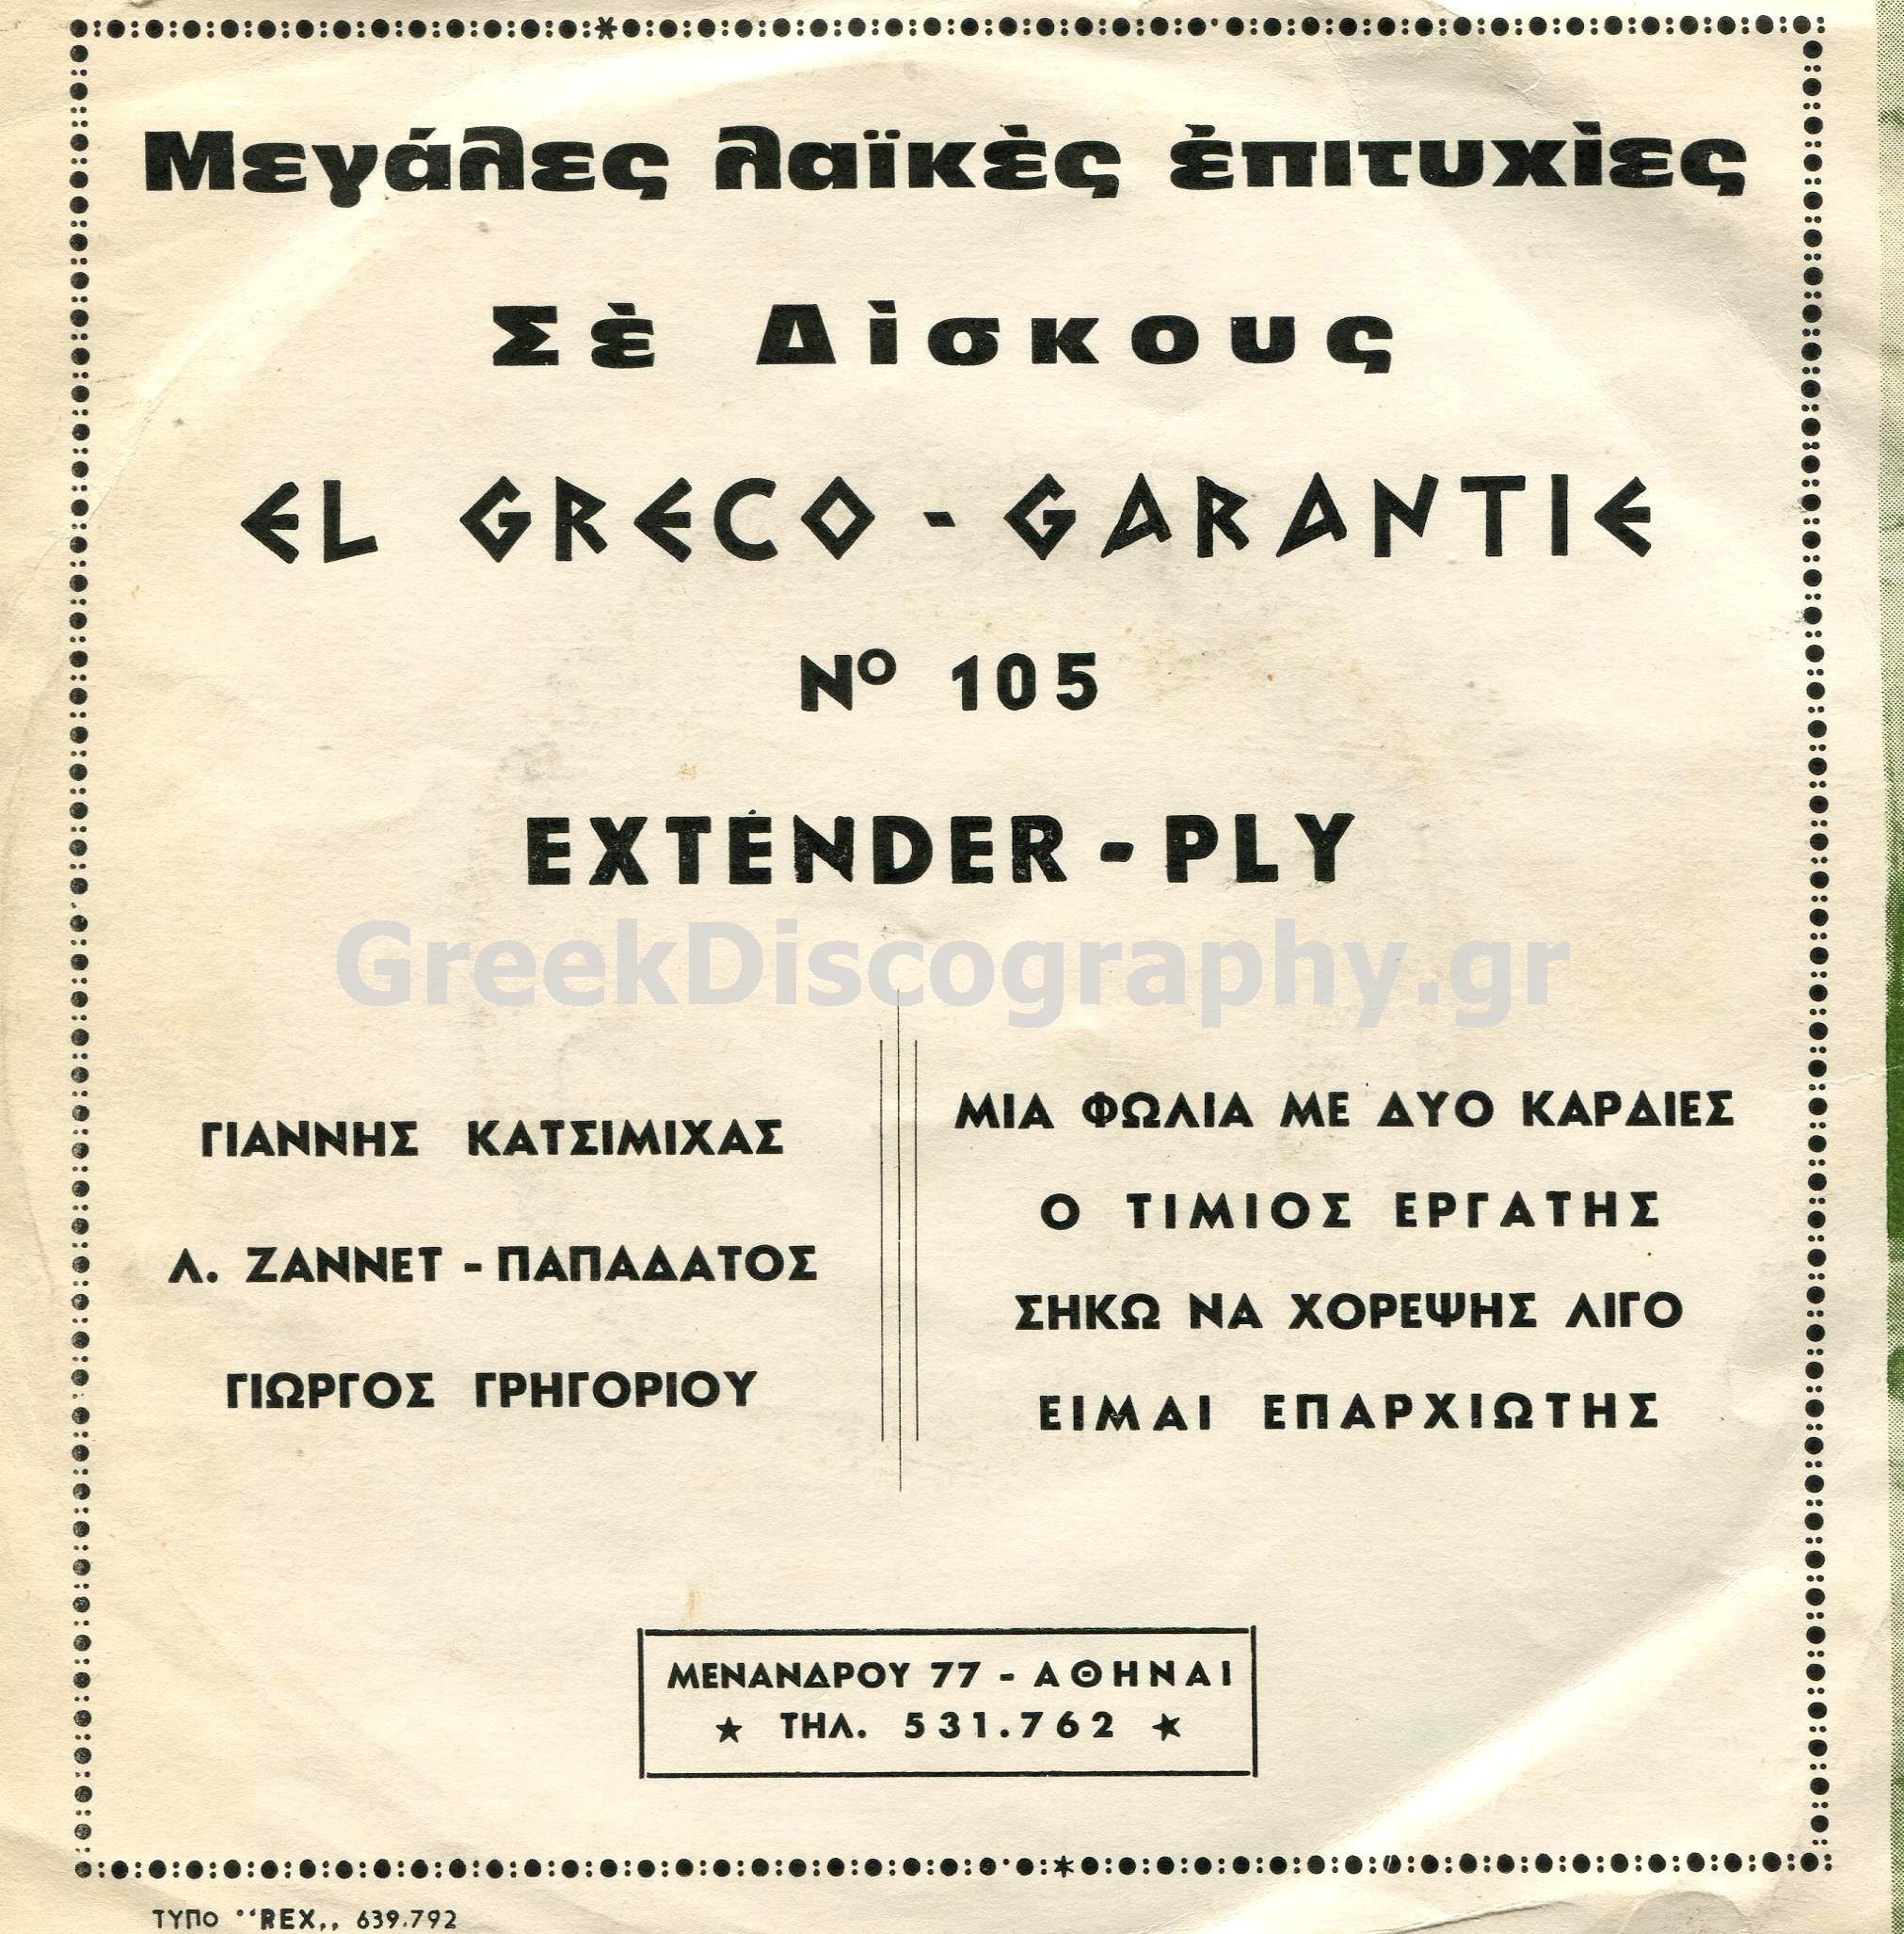 Μεγάλες λαϊκὲς ἐπιτυχὶες
Σὲ Δὶσκους
EL GRECO - GARANTIE
Nº 105
EXTENDER - PLY
GreekDiscography.gr
ΓΙΑΝΝΗΣ ΚΑΤΣΙΜΙΧΑΣ
Λ. ΖΑΝΝΕΤ - ΠΑΠΑΔΑΤΟΣ
ΓΙΩΡΓΟΣ ΓΡΗΓΟΡΙΟΥ
ΜΙΑ ΦΩΛΙΑ ΜΕ ΔΥΟ ΚΑΡΔΙΕΣ
Ο ΤΙΜΙΟΣ ΕΡΓΑΤΗΣ
ΣΗΚΩ ΝΑ ΧΟΡΕΨΗΣ ΛΙΓΟ
ΕΙΜΑΙ ΕΠΑΡΧΙΩΤΗΣ
ΜΕΝΑΝΔΡΟΥ 77 - ΑΘΗΝΑΙ
★ ΤΗΛ. 531.762 ★
ΤΥΠΟ "REX,, 639.792